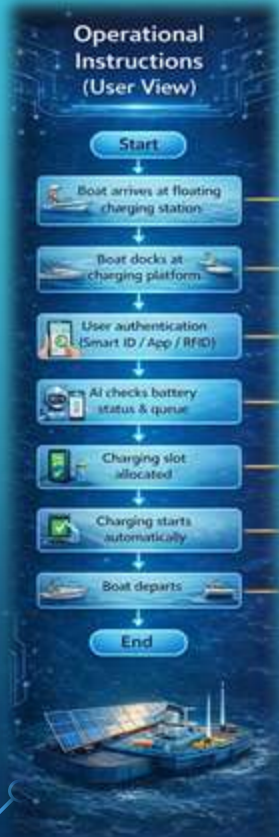 Operational
Instructions
(User View)
Start
Boat arrives at floating
charging station
Boat docks at
charging platform
User authentication
(Smart ID / App / RFID)
AI checks battery
status & queue
Charging slot
allocated
Charging starts
automatically
Boat departs
End